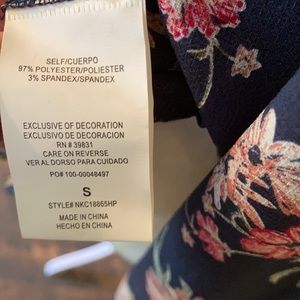 SELF/CUERPO
97% POLYESTER/POLIESTER
3% SPANDEX/SPANDEX
EXCLUSIVE OF DECORATION
EXCLUSIVO DE DECORACION
RN # 39831
CARE ON REVERSE
VER AL DORSO PARA CUIDADO
PO# 100-00048497
S
STYLE# NKC18865HP
MADE IN CHINA
HECHO EN CHINA